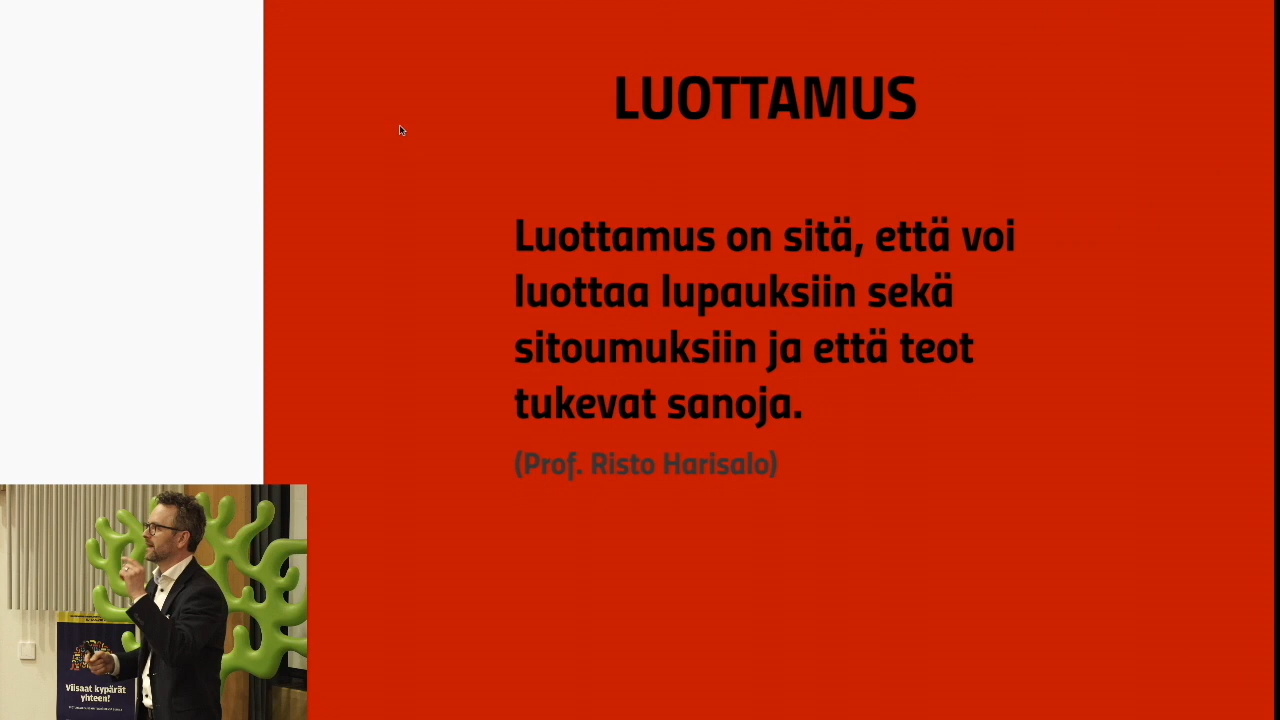 LUOTTAMUS
Luottamus on sitä, että voi
luottaa lupauksiin sekä
sitoumuksiin ja että teot
tukevat sanoja.
(Prof. Risto Harisalo)
Viisaat kypärät
yhteen!